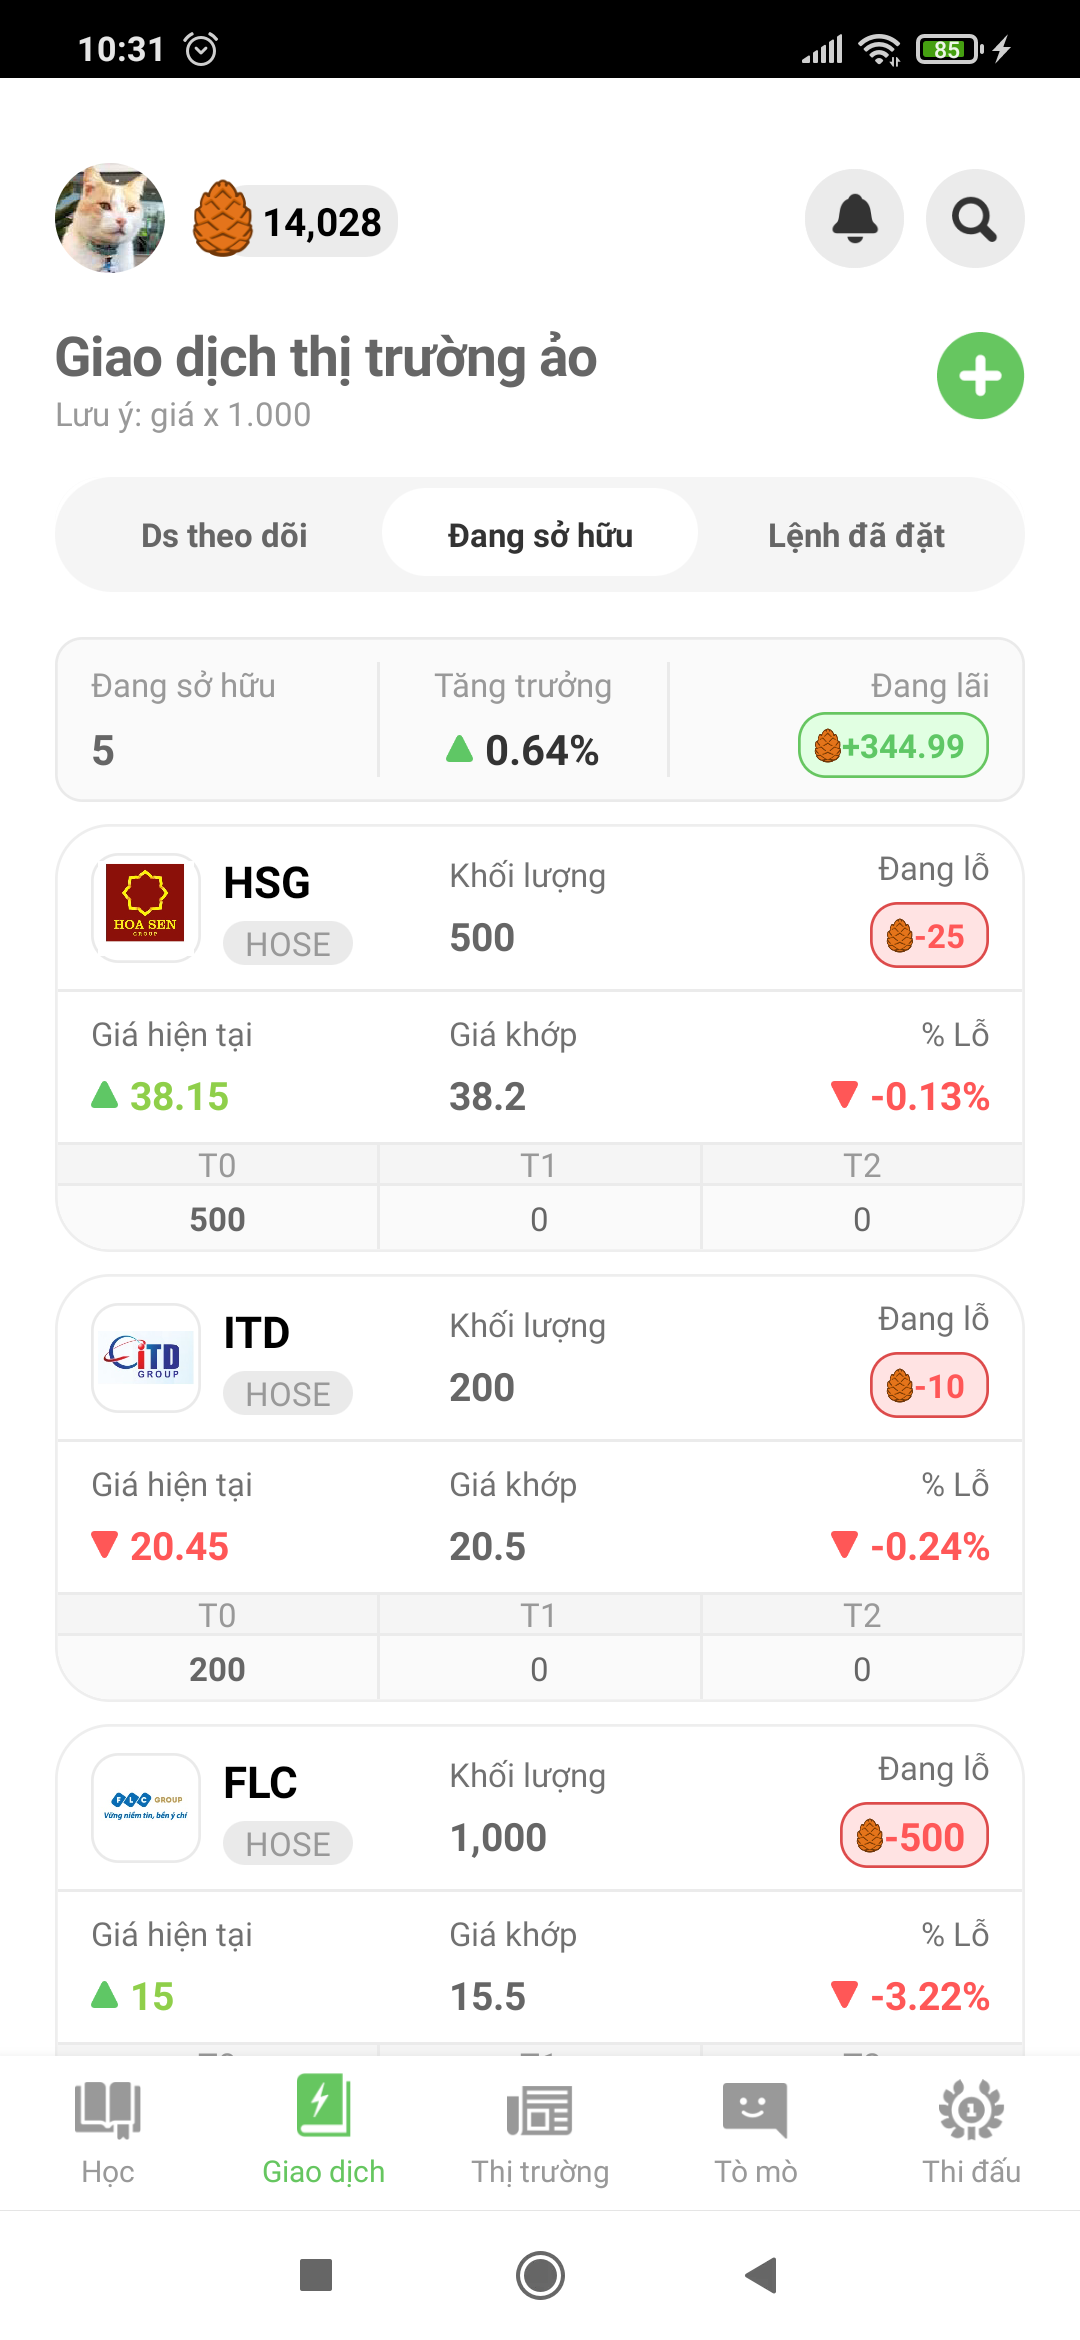 10:31
85
14,028
Giao dịch thị trường ảo
Lưu ý: giá x 1.000
Ds theo dõi
Đang sở hữu
Lệnh đã đặt
Đang sở hữu
Tăng trưởng
Đang lãi
5
0.64%
+344.99
HSG
HOSE
HOA SEN
GROUP
Khối lượng
500
Đang lỗ
-25
Giá hiện tại
Giá khớp
% Lỗ
38.15
38.2
-0.13%
T0
T1
T2
500
0
0
ITD
HOSE
iTD
GROUP
Khối lượng
200
Đang lỗ
-10
Giá hiện tại
Giá khớp
% Lỗ
20.45
20.5
-0.24%
T0
T1
T2
200
0
0
FLC
HOSE
FLC GROUP
Vững niềm tin, bền ý chí
Khối lượng
1,000
Đang lỗ
-500
Giá hiện tại
Giá khớp
% Lỗ
15
15.5
-3.22%
Học
Giao dịch
Thị trường
Tò mò
1
Thi đấu